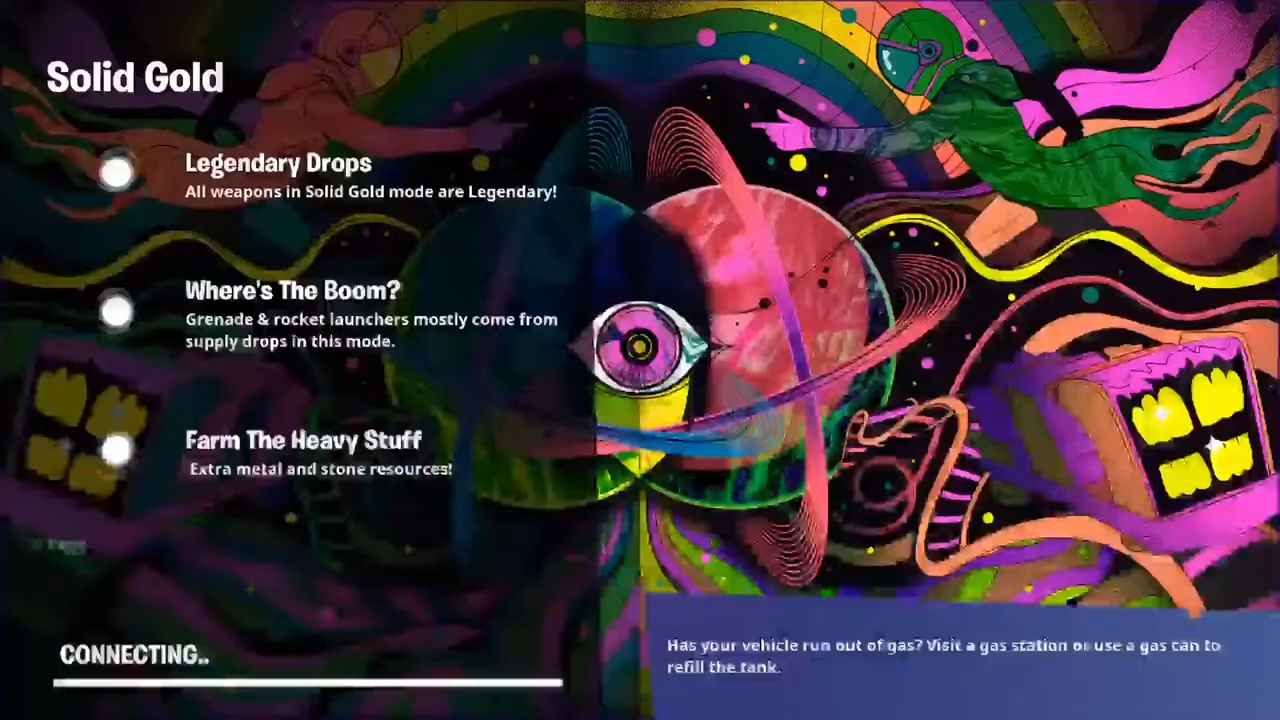 Solid Gold
Legendary Drops
All weapons in Solid Gold mode are Legendary!
Where's The Boom?
Grenade & rocket launchers mostly come from
supply drops in this mode.
Farm The Heavy Stuff
Extra metal and stone resources!
CONNECTING..
Has your vehicle run out of gas? Visit a gas station or use a gas can to
refill the tank.